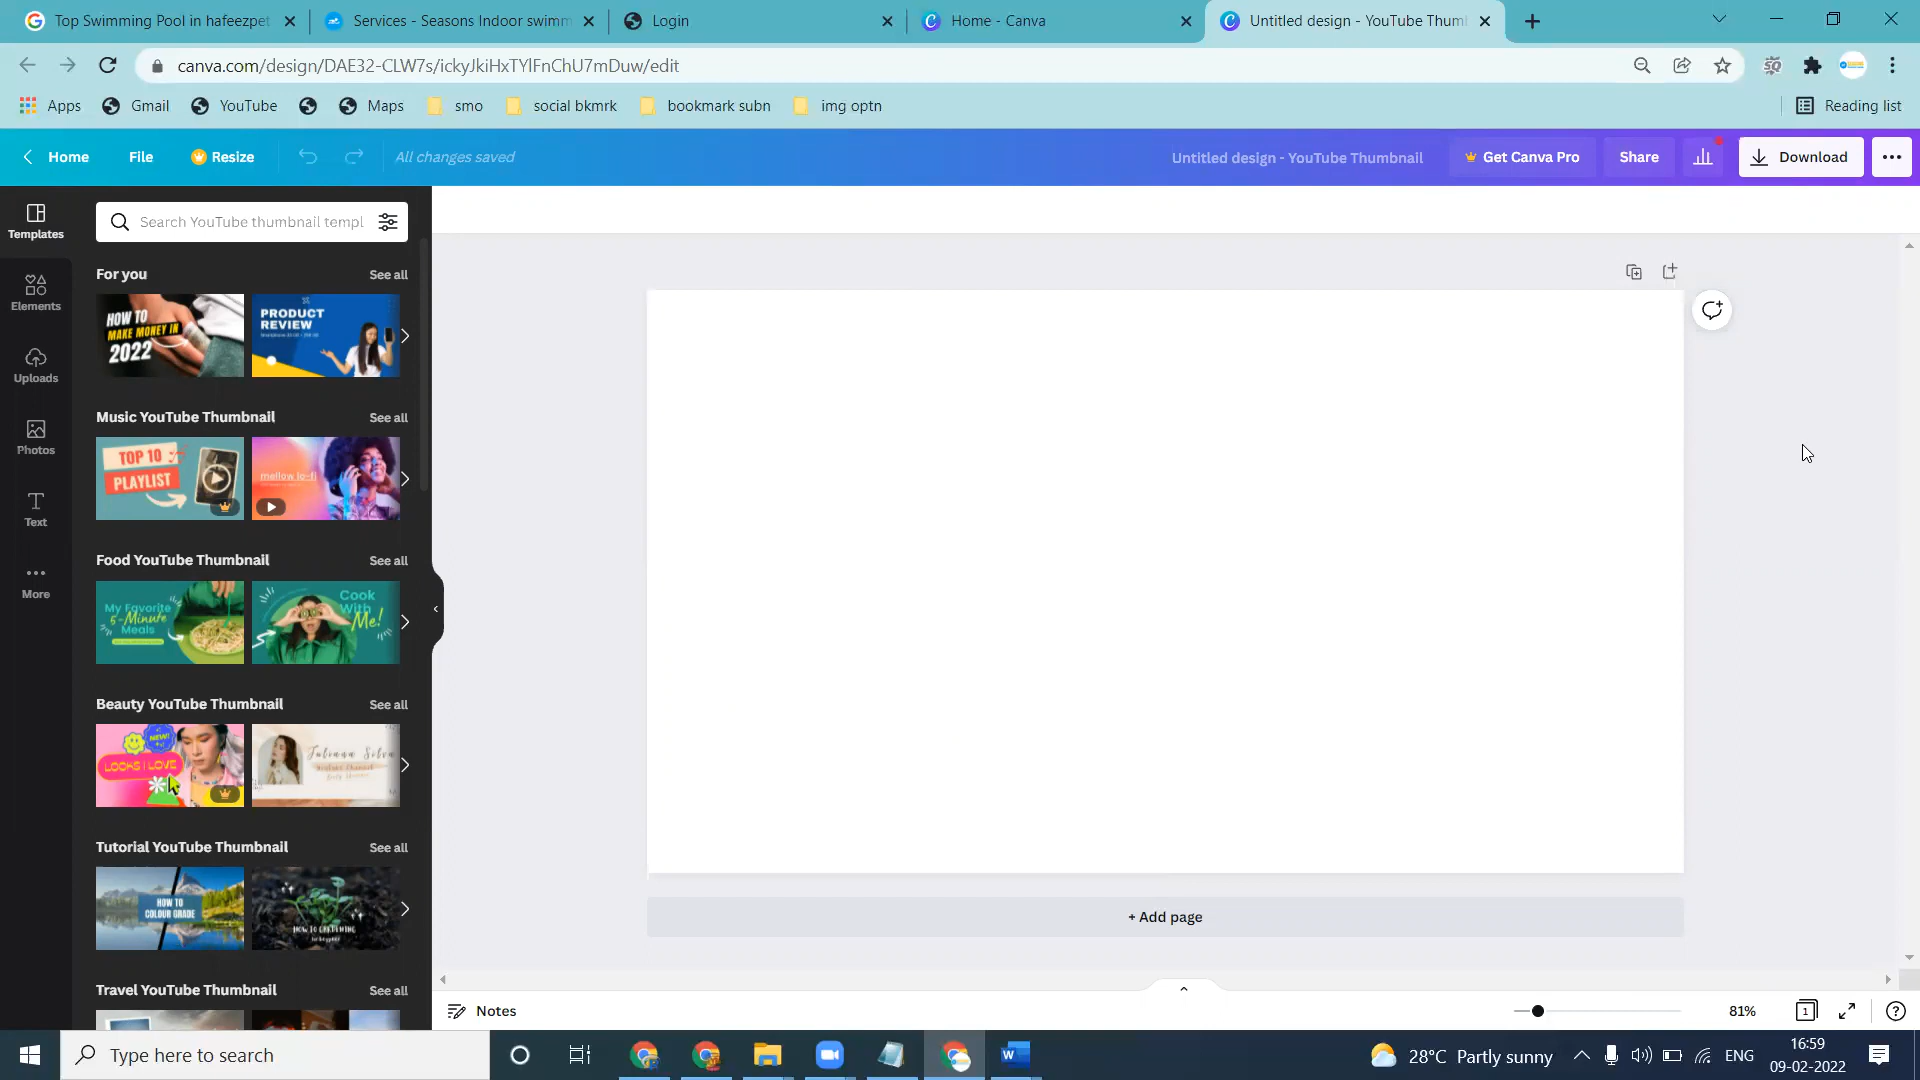 Top Swimming Pool in hafeezpet
Services - Seasons Indoor swimm
Login
Home - Canva
Untitled design - YouTube Thuml
canva.com/design/DAE32-CLW7s/ickyJkiHxTYlFnChU7mDuw/edit
Apps
Gmail
YouTube
Maps
smo
social bkmrk
bookmark subn
img optn
Reading list
Home
File
Resize
All changes saved
Untitled design - YouTube Thumbnail
Get Canva Pro
Share
Download
Templates
Elements
Uploads
Photos
Text
More
Search YouTube thumbnail templ
For you
See all
HOW TO
MAKE MONEY IN
2022
PRODUCT
REVIEW
Music YouTube Thumbnail
See all
TOP 10
PLAYLIST
mellow lo-fi
Food YouTube Thumbnail
See all
My Favorite
5-Minute
Meals
Cook
With
Me!
Beauty YouTube Thumbnail
See all
NEW!
LOOKS I LOVE
Tatiana Silva
Tutorial YouTube Thumbnail
See all
HOW TO
COLOUR GRADE
HOW TO GARDENING
Travel YouTube Thumbnail
See all
+ Add page
Notes
81%
1
Type here to search
28°C Partly sunny
ENG
16:59
09-02-2022